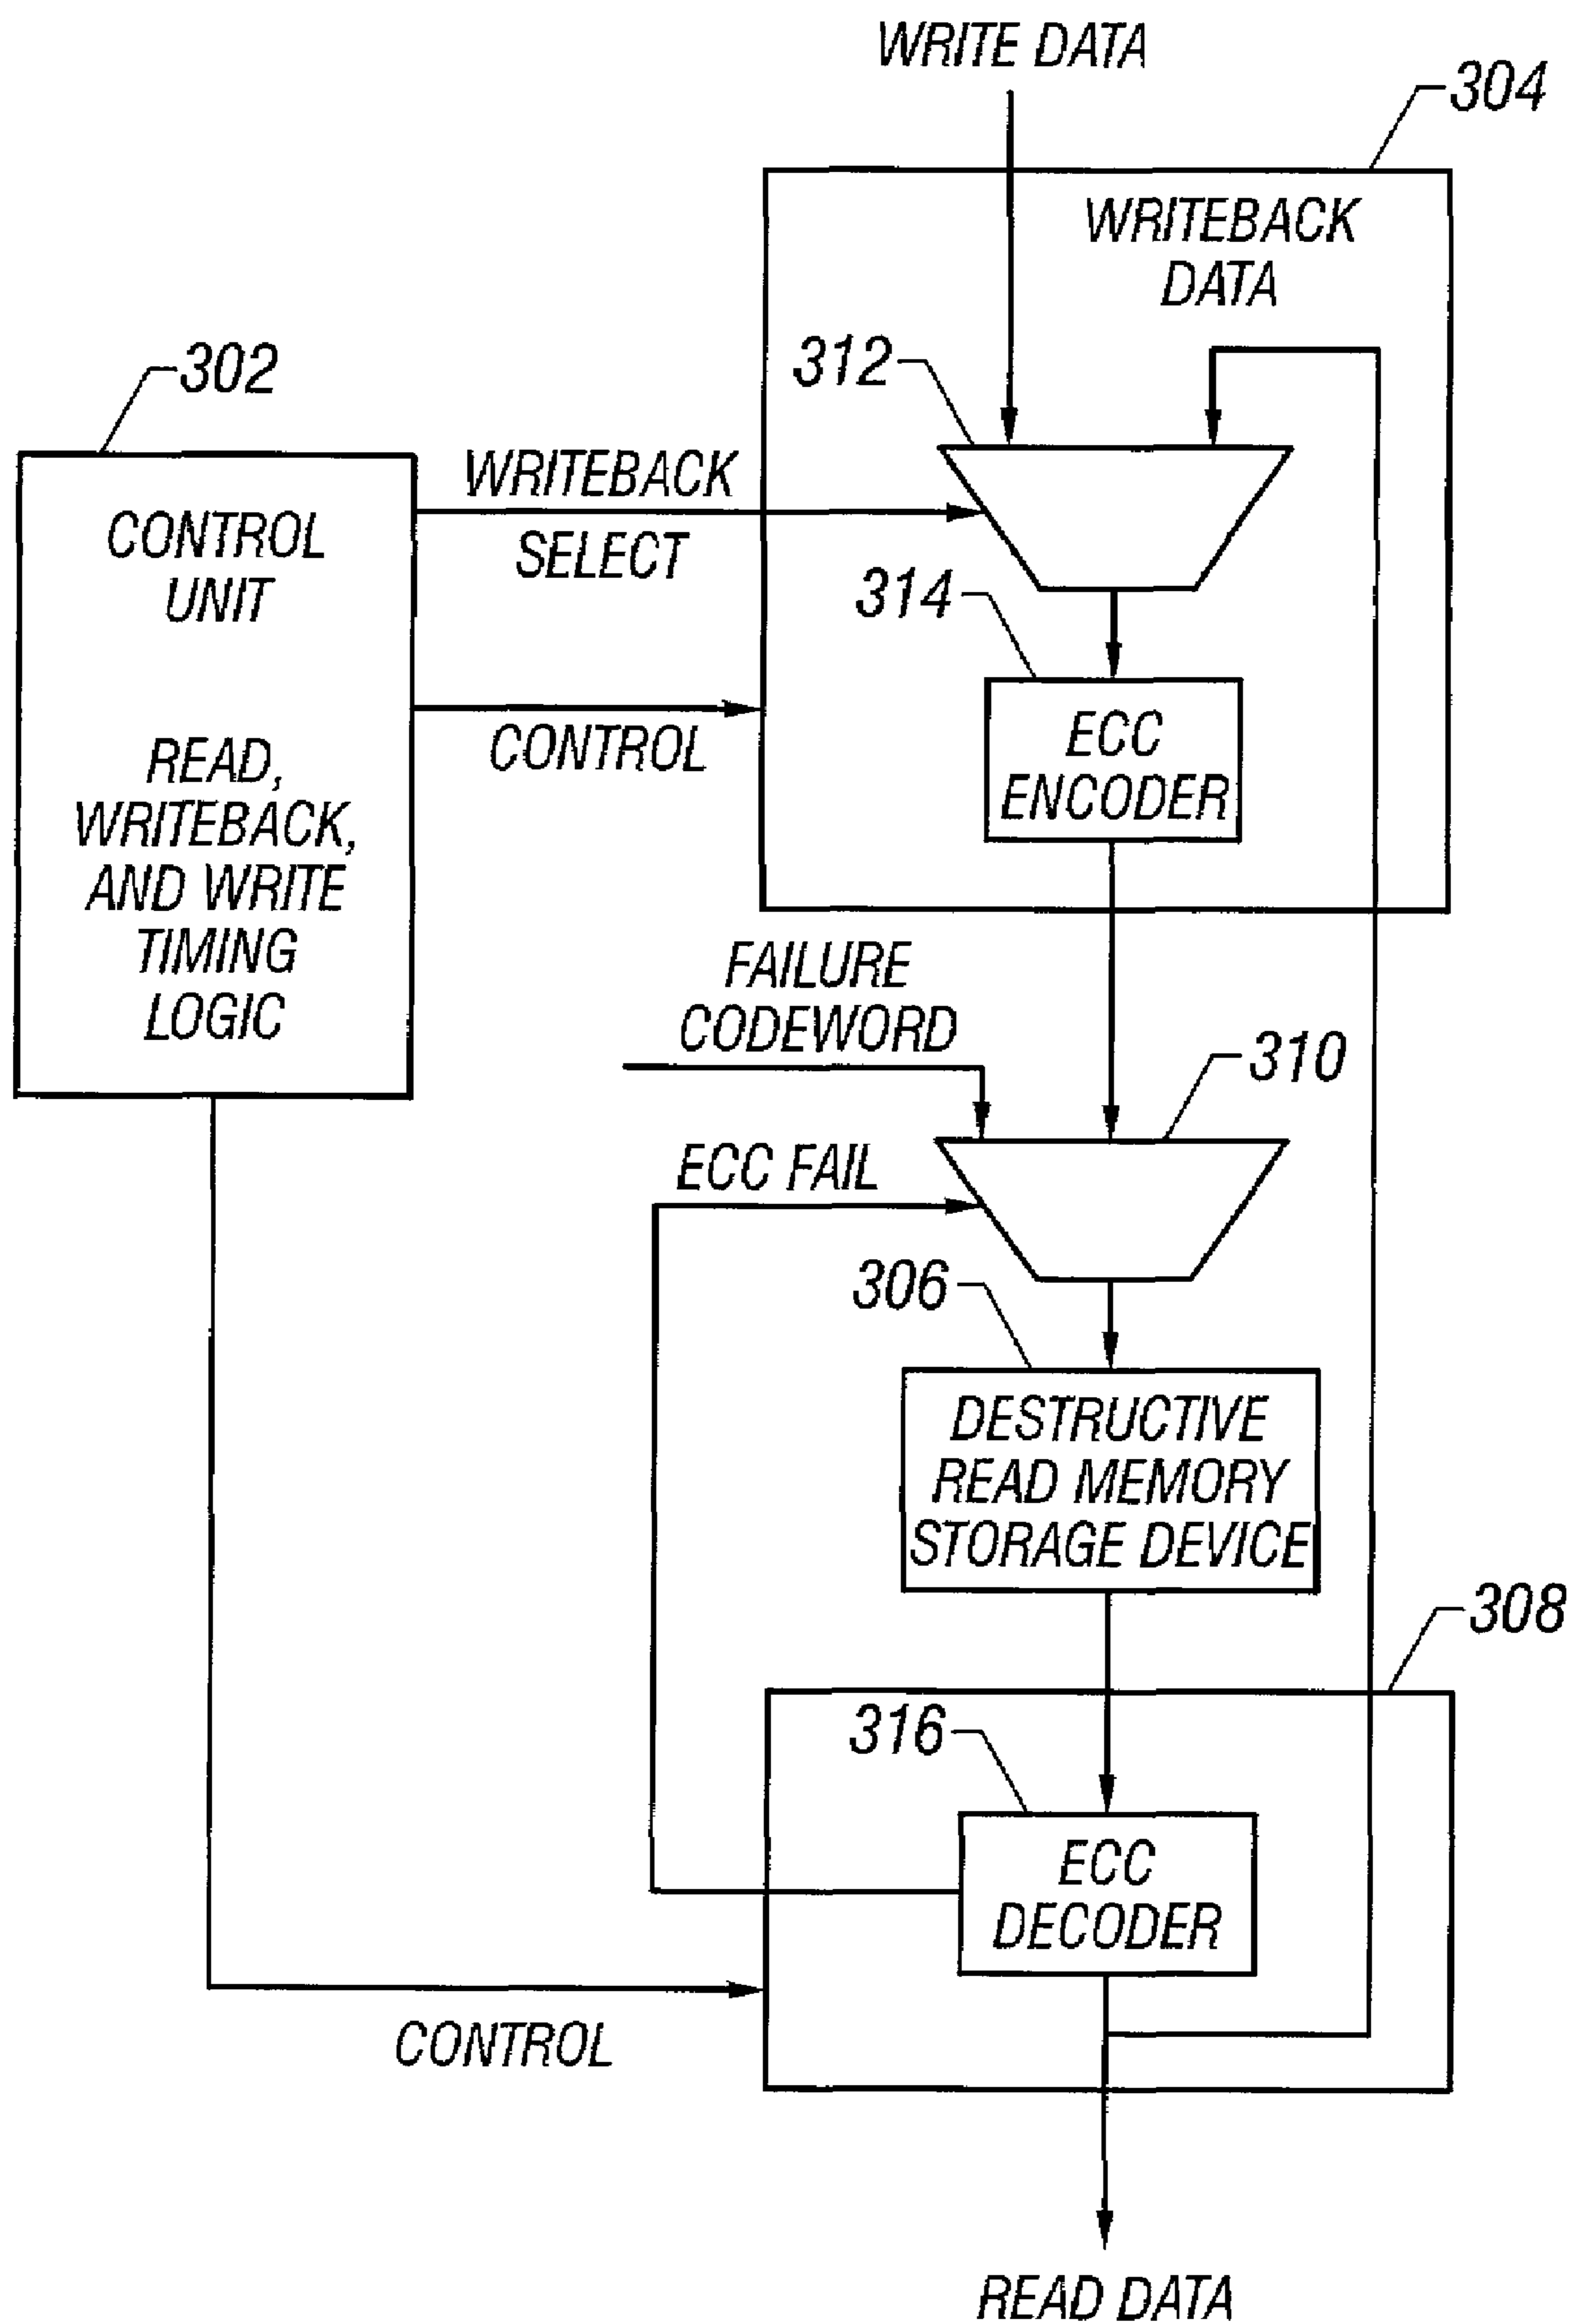 WRITE DATA
304
WRITEBACK
DATA
302
312
WRITEBACK
SELECT
CONTROL
UNIT
314
ECC
ENCODER
CONTROL
READ,
WRITEBACK,
AND WRITE
TIMING
LOGIC
FAILURE
CODEWORD
310
ECC FAIL
306
DESTRUCTIVE
READ MEMORY
STORAGE DEVICE
308
316
ECC
DECODER
CONTROL
READ DATA